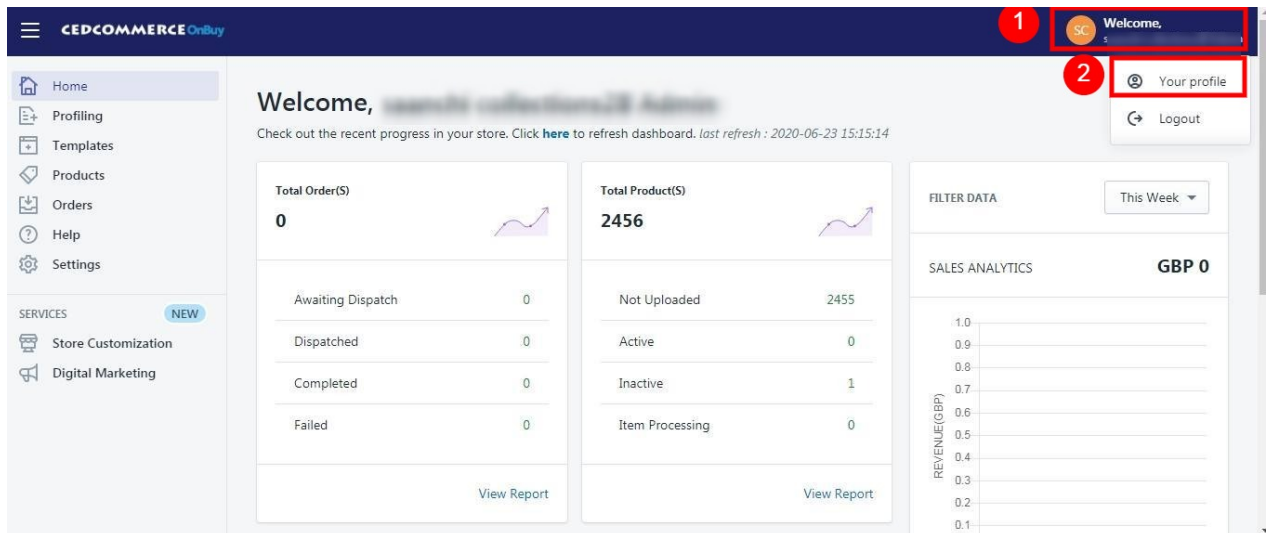 CEDCOMMERCE OnBuy
1
SC
Welcome,
2
Your profile
Logout
Home
Profiling
Templates
Products
Orders
Help
Settings
SERVICES NEW
Store Customization
Digital Marketing
Welcome,
Check out the recent progress in your store. Click here to refresh dashboard. last refresh : 2020-06-23 15:15:14
Total Order(S)
0
Awaiting Dispatch 0
Dispatched 0
Completed 0
Failed 0
View Report
Total Product(S)
2456
Not Uploaded 2455
Active 0
Inactive 1
Item Processing 0
View Report
FILTER DATA This Week
SALES ANALYTICS GBP 0
REVENUE(GBP)
1.0
0.9
0.8
0.7
0.6
0.5
0.4
0.3
0.2
0.1